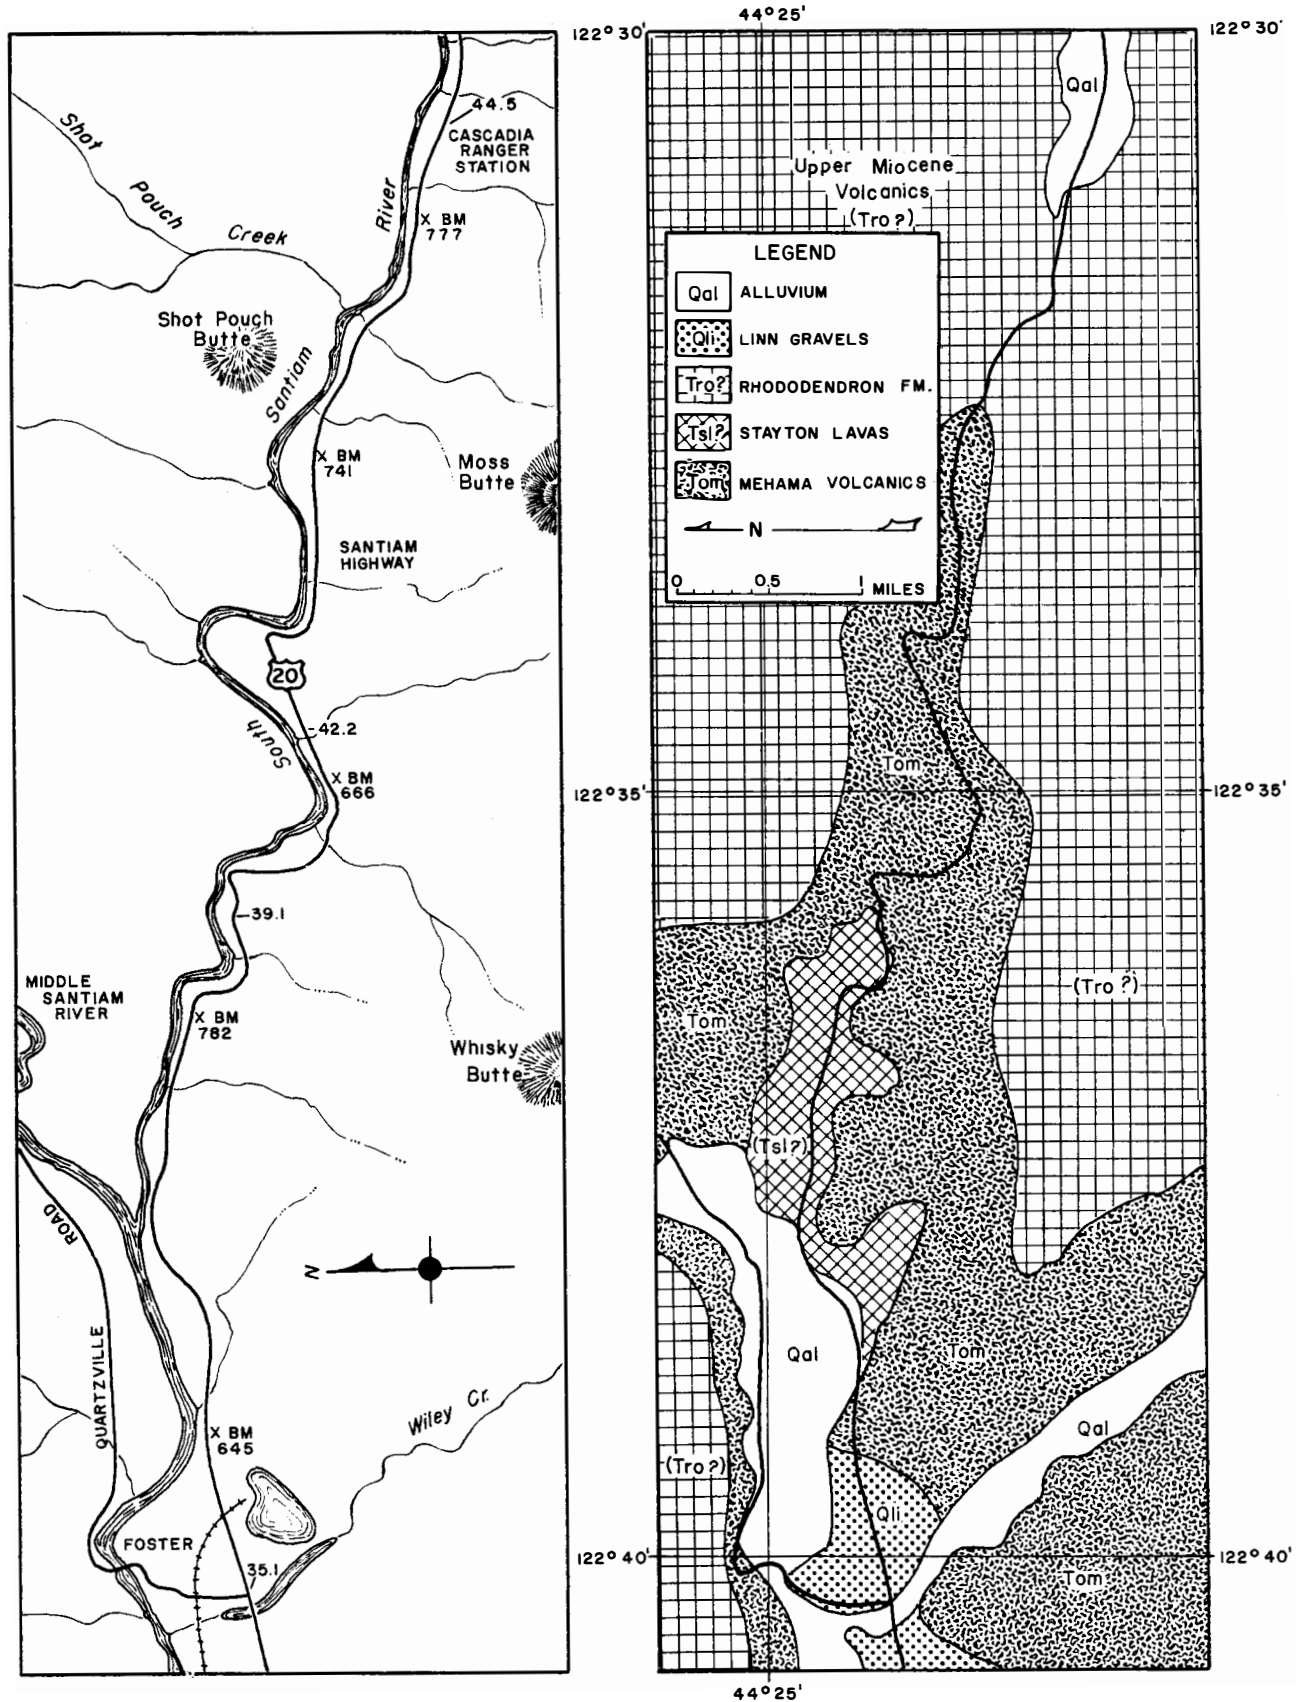 44.5
CASCADIA
RANGER
STATION
Shot
Pouch
Creek
River
X BM
777
Shot Pouch
Butte
Santiam
X BM
741
Moss
Butte
SANTIAM
HIGHWAY
20
42.2
South
X BM
666
39.1
MIDDLE
SANTIAM
RIVER
X BM
782
Whisky
Butte
ROAD
N
QUARTZVILLE
X BM
645
Wiley Cr.
FOSTER
35.1
44°25'
122°30'
122°30'
Qal
Upper Miocene
Volcanics
(Tro?)
LEGEND
Qal ALLUVIUM
Qli LINN GRAVELS
Tro? RHODODENDRON FM.
Tsl? STAYTON LAVAS
Tom MEHAMA VOLCANICS
N
0 0.5 1 MILES
Tom
122°35'
122°35'
(Tro?)
Tom
(Tsl?)
Qal
Tom
Qal
(Tro?)
Qli
122°40'
122°40'
Tom
44°25'